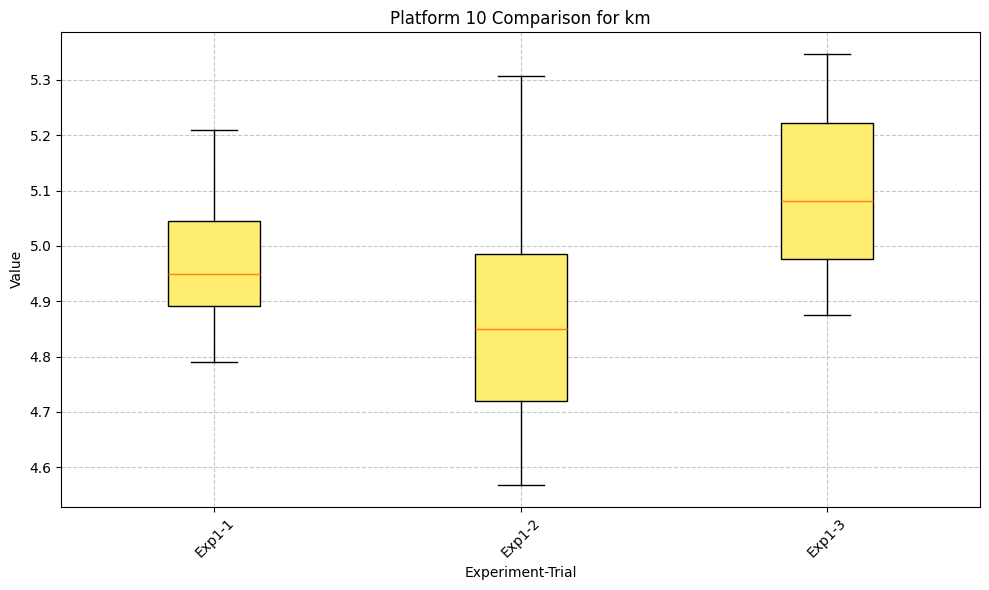 Platform 10 Comparison for km
Value
5.3
5.2
5.1
5.0
4.9
4.8
4.7
4.6
Exp1-1
Exp1-2
Exp1-3
Experiment-Trial